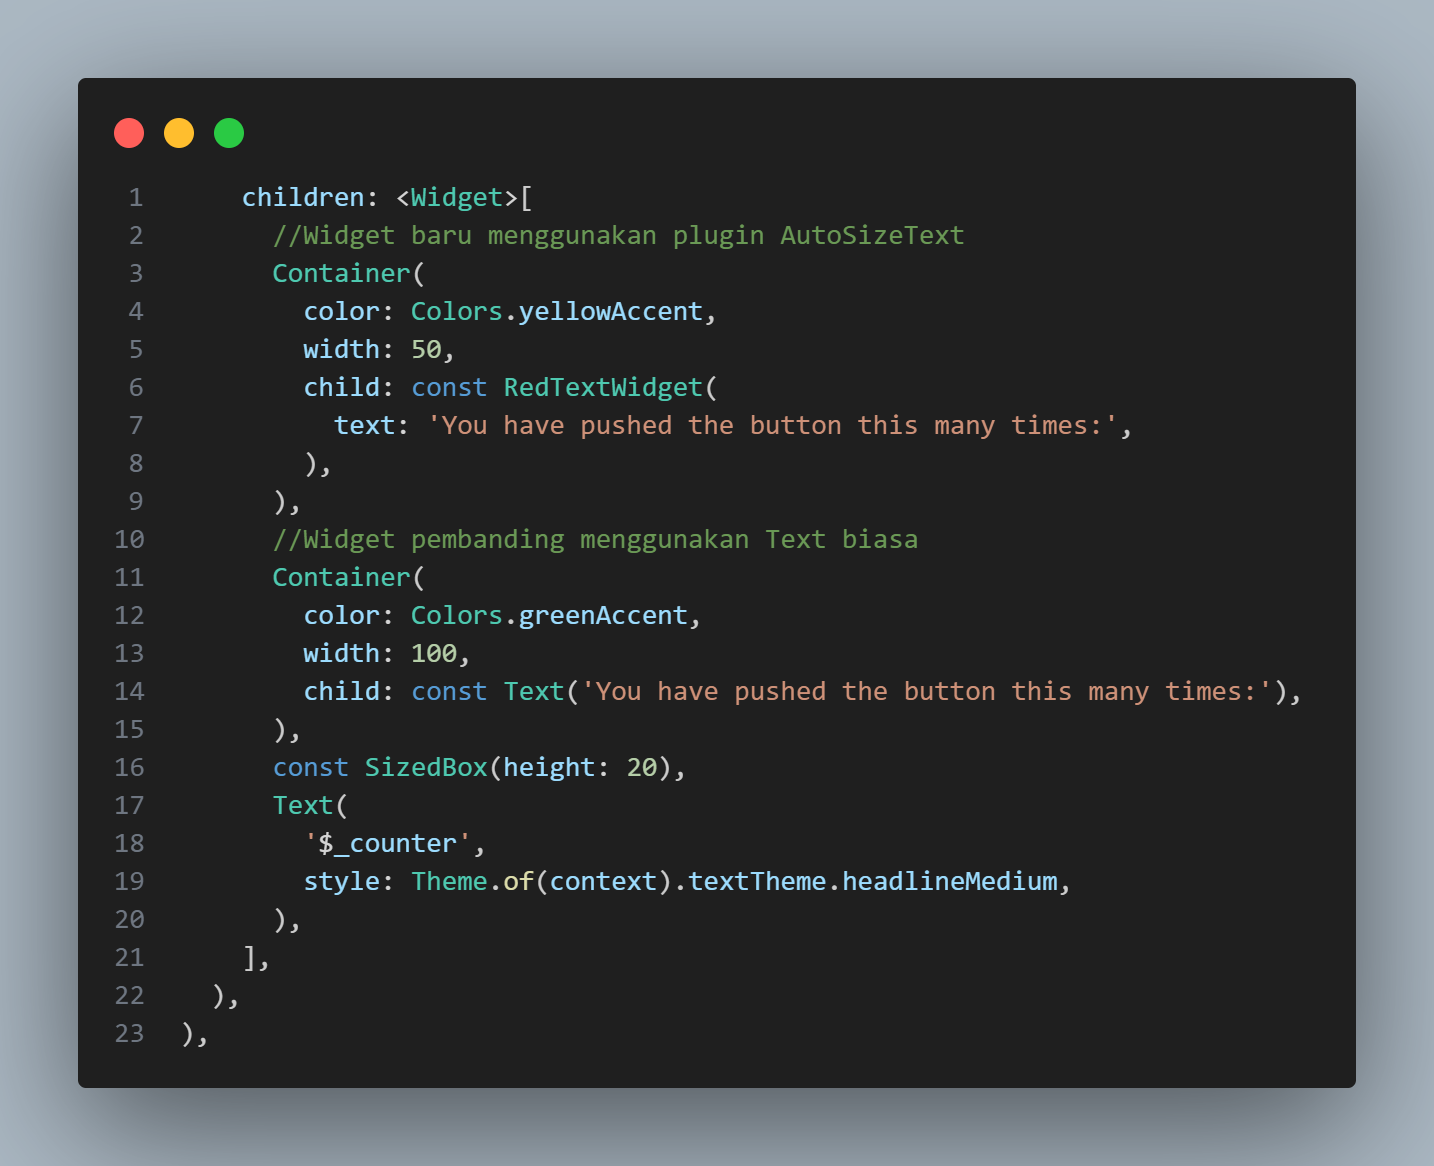 1      children: <Widget>[
2        //Widget baru menggunakan plugin AutoSizeText
3        Container(
4          color: Colors.yellowAccent,
5          width: 50,
6          child: const RedTextWidget(
7            text: 'You have pushed the button this many times:',
8          ),
9        ),
10        //Widget pembanding menggunakan Text biasa
11        Container(
12          color: Colors.greenAccent,
13          width: 100,
14          child: const Text('You have pushed the button this many times:'),
15        ),
16        const SizedBox(height: 20),
17        Text(
18          '$_counter',
19          style: Theme.of(context).textTheme.headlineMedium,
20        ),
21      ],
22    ),
23  ),